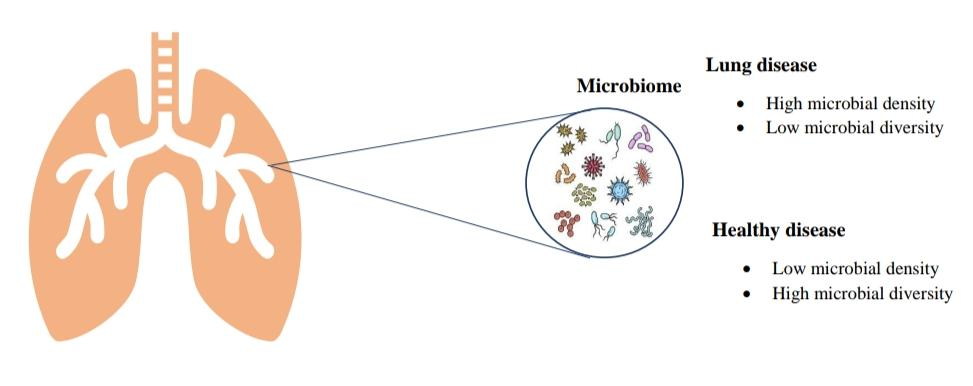 Microbiome
Lung disease
• High microbial density
• Low microbial diversity
Healthy disease
• Low microbial density
• High microbial diversity